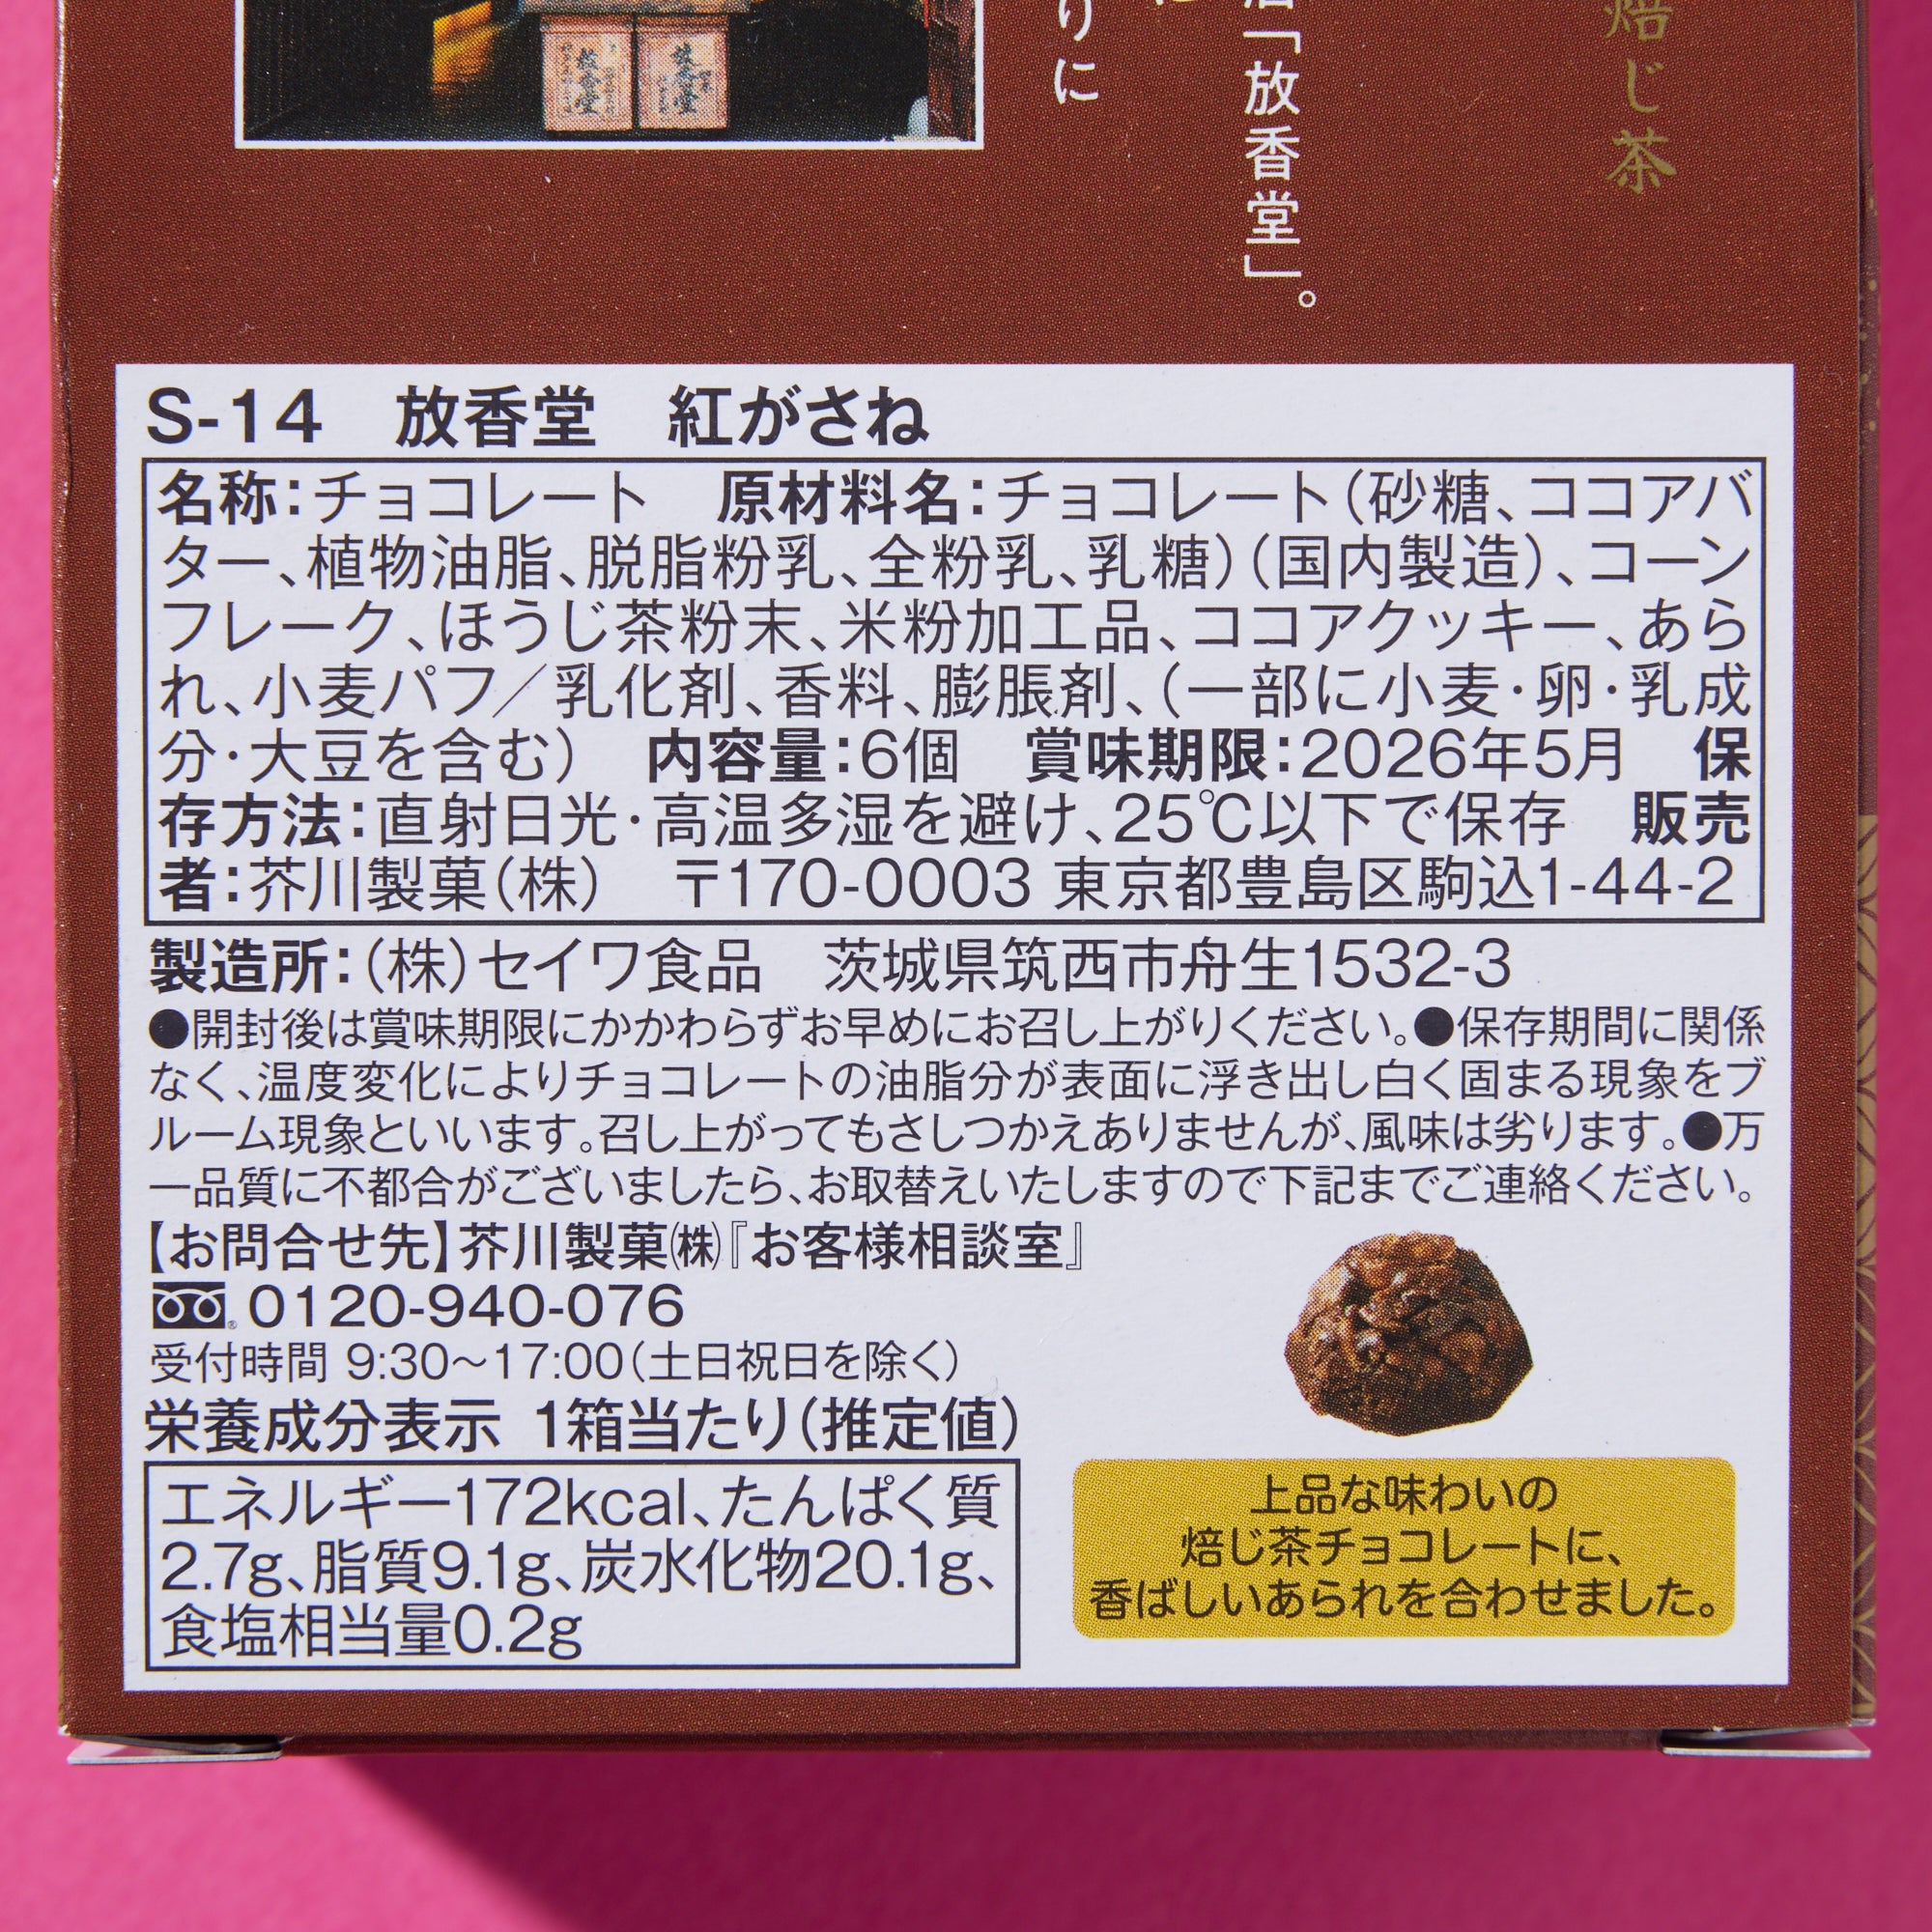 焙じ茶
「放香堂」。
りに
放香堂
放香堂
S-14　放香堂　紅がさね
名称：チョコレート　原材料名：チョコレート（砂糖、ココアバ
ター、植物油脂、脱脂粉乳、全粉乳、乳糖）（国内製造）、コーン
フレーク、ほうじ茶粉末、米粉加工品、ココアクッキー、あら
れ、小麦パフ／乳化剤、香料、膨脹剤、（一部に小麦・卵・乳成
分・大豆を含む）　内容量：6個　賞味期限：2026年5月　保
存方法：直射日光・高温多湿を避け、25℃以下で保存　販売
者：芥川製菓（株）　〒170-0003 東京都豊島区駒込1-44-2
製造所：（株）セイワ食品　茨城県筑西市舟生1532-3
●開封後は賞味期限にかかわらずお早めにお召し上がりください。●保存期間に関係
なく、温度変化によりチョコレートの油脂分が表面に浮き出し白く固まる現象をブ
ルーム現象といいます。召し上がってもさしつかえありませんが、風味は劣ります。●万
一品質に不都合がございましたら、お取替えいたしますので下記までご連絡ください。
【お問合せ先】芥川製菓㈱『お客様相談室』
0120-940-076
受付時間 9:30～17:00（土日祝日を除く）
栄養成分表示 1箱当たり（推定値）
エネルギー172kcal、たんぱく質
2.7g、脂質9.1g、炭水化物20.1g、
食塩相当量0.2g
上品な味わいの
焙じ茶チョコレートに、
香ばしいあられを合わせました。